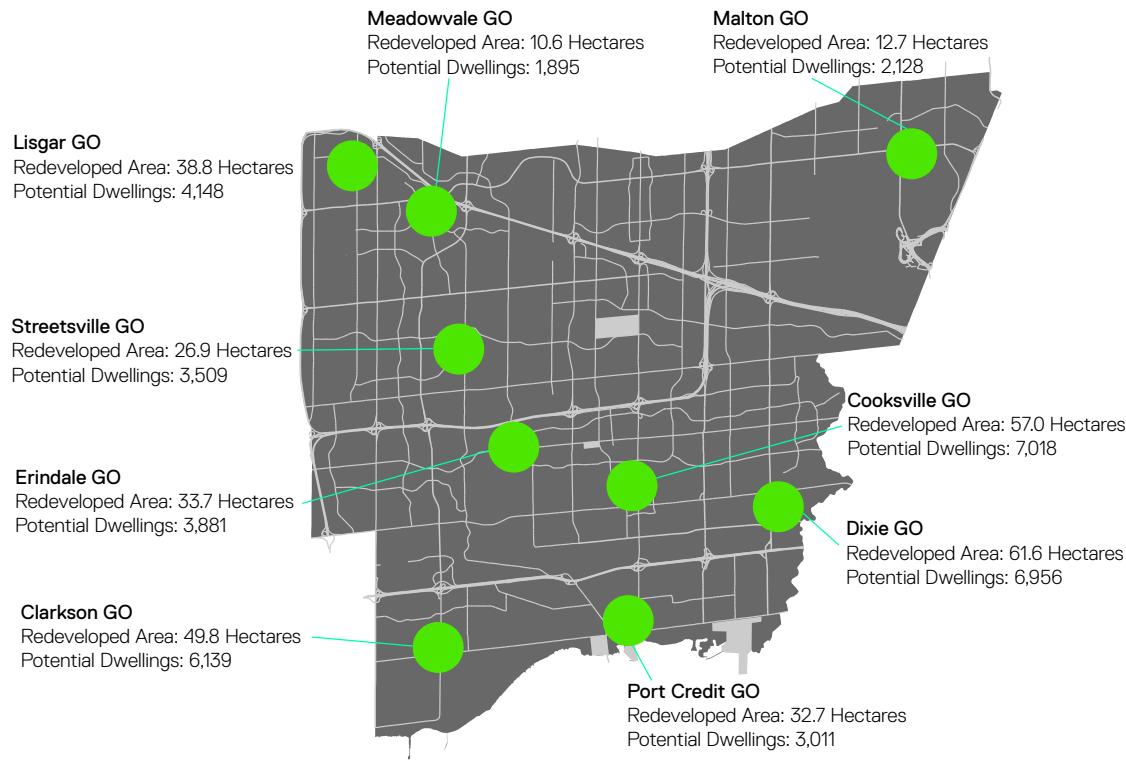 Meadowvale GO
Redeveloped Area: 10.6 Hectares
Potential Dwellings: 1,895
Malton GO
Redeveloped Area: 12.7 Hectares
Potential Dwellings: 2,128
Lisgar GO
Redeveloped Area: 38.8 Hectares
Potential Dwellings: 4,148
Streetsville GO
Redeveloped Area: 26.9 Hectares
Potential Dwellings: 3,509
Cooksville GO
Redeveloped Area: 57.0 Hectares
Potential Dwellings: 7,018
Erindale GO
Redeveloped Area: 33.7 Hectares
Potential Dwellings: 3,881
Dixie GO
Redeveloped Area: 61.6 Hectares
Potential Dwellings: 6,956
Clarkson GO
Redeveloped Area: 49.8 Hectares
Potential Dwellings: 6,139
Port Credit GO
Redeveloped Area: 32.7 Hectares
Potential Dwellings: 3,011